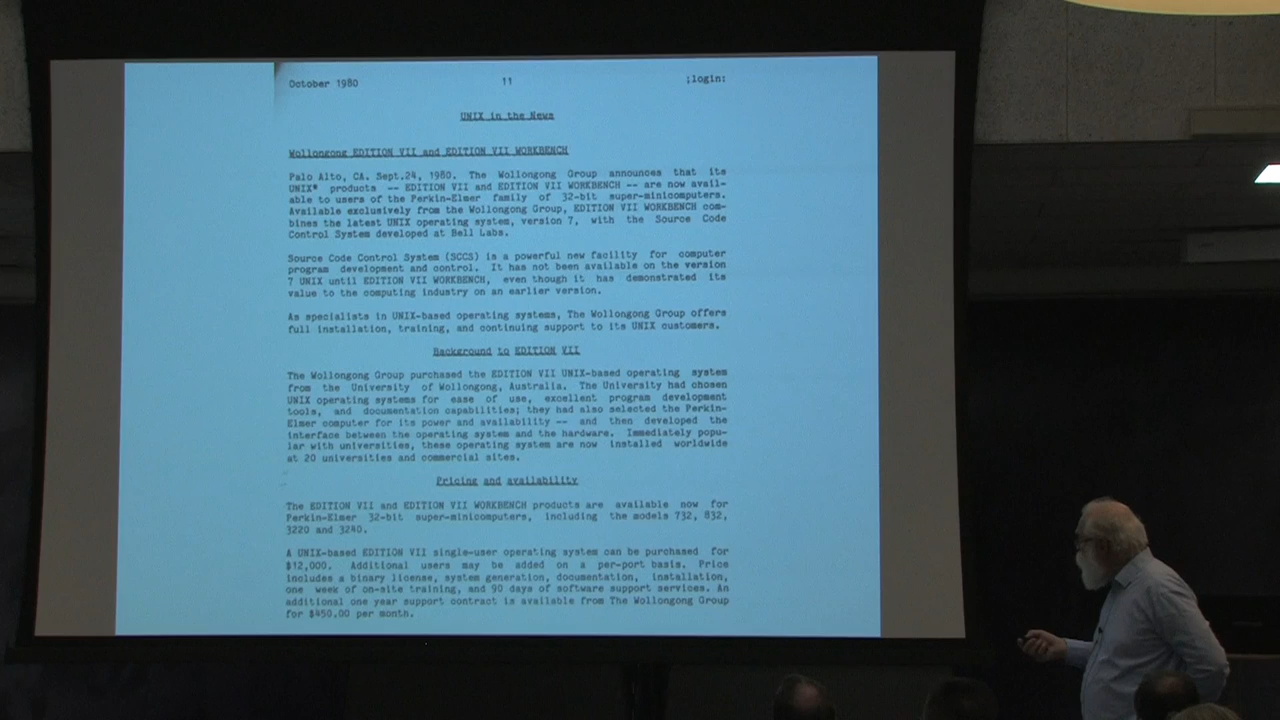 October 1980 11 ;login:
UNIX in the News
Wollongong EDITION VII and EDITION VII WORKBENCH
Palo Alto, CA. Sept.24, 1980. The Wollongong Group announces that its
UNIX* products -- EDITION VII and EDITION VII WORKBENCH -- are now avail-
able to users of the Perkin-Elmer family of 32-bit super-minicomputers.
Available exclusively from the Wollongong Group, EDITION VII WORKBENCH com-
bines the latest UNIX operating system, version 7, with the Source Code
Control System developed at Bell Labs.
Source Code Control System (SCCS) is a powerful new facility for computer
program development and control. It has not been available on the version
7 UNIX until EDITION VII WORKBENCH, even though it has demonstrated its
value to the computing industry on an earlier version.
As specialists in UNIX-based operating systems, The Wollongong Group offers
full installation, training, and continuing support to its UNIX customers.
Background to EDITION VII
The Wollongong Group purchased the EDITION VII UNIX-based operating system
from the University of Wollongong, Australia. The University had chosen
UNIX operating systems for ease of use, excellent program development
tools, and documentation capabilities; they had also selected the Perkin-
Elmer computer for its power and availability -- and then developed the
interface between the operating system and the hardware. Immediately popu-
lar with universities, these operating system are now installed worldwide
at 20 universities and commercial sites.
Pricing and availability
The EDITION VII and EDITION VII WORKBENCH products are available now for
Perkin-Elmer 32-bit super-minicomputers, including the models 732, 832,
3220 and 3240.
A UNIX-based EDITION VII single-user operating system can be purchased for
$12,000. Additional users may be added on a per-port basis. Price
includes a binary license, system generation, documentation, installation,
one week of on-site training, and 90 days of software support services. An
additional one year support contract is available from The Wollongong Group
for $450.00 per month.